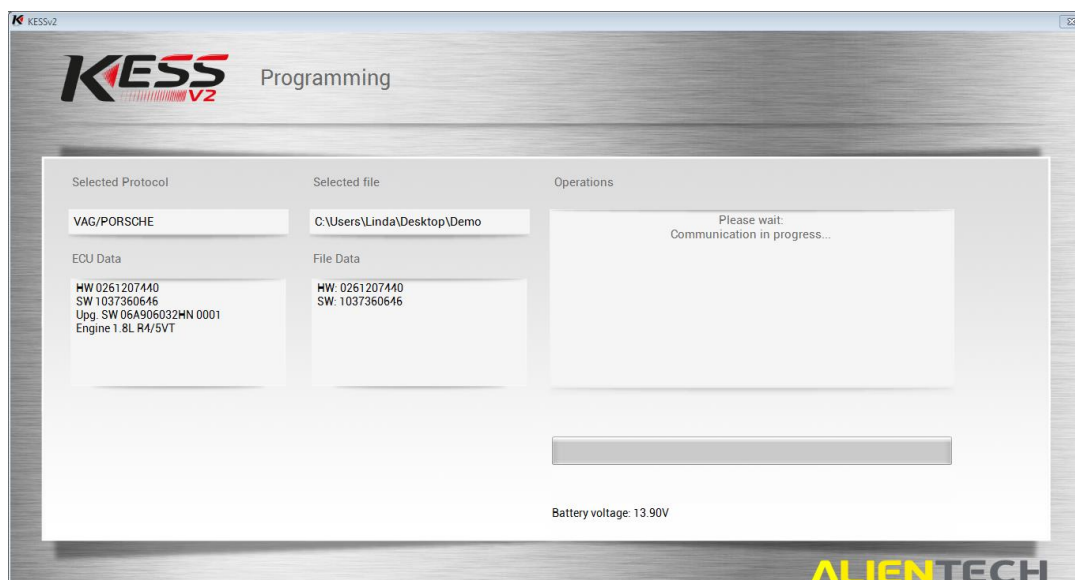 KESSv2
KESS V2
Programming
Selected Protocol
Selected file
Operations
VAG/PORSCHE
C:\Users\Linda\Desktop\Demo
Please wait:
Communication in progress...
ECU Data
File Data
HW 0261207440
SW 1037360646
Upg. SW 06A906032HN 0001
Engine 1.8L R4/5VT
HW: 0261207440
SW: 1037360646
Battery voltage: 13.90V
ALIENTECH